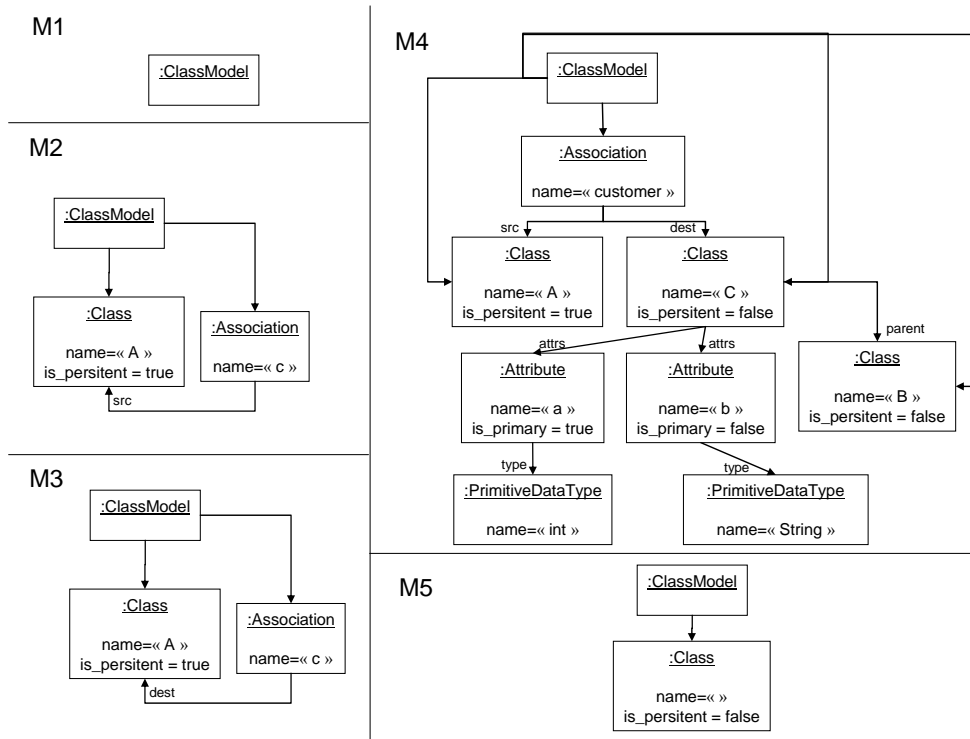 M1
:ClassModel
M2
:ClassModel
:Class
name=« A »
is_persitent = true
:Association
name=« c »
src
M3
:ClassModel
:Class
name=« A »
is_persitent = true
:Association
name=« c »
dest
M4
:ClassModel
:Association
name=« customer »
src
dest
:Class
name=« A »
is_persitent = true
:Class
name=« C »
is_persitent = false
parent
:Class
name=« B »
is_persitent = false
attrs
attrs
:Attribute
name=« a »
is_primary = true
:Attribute
name=« b »
is_primary = false
type
type
:PrimitiveDataType
name=« int »
:PrimitiveDataType
name=« String »
M5
:ClassModel
:Class
name=« »
is_persitent = false